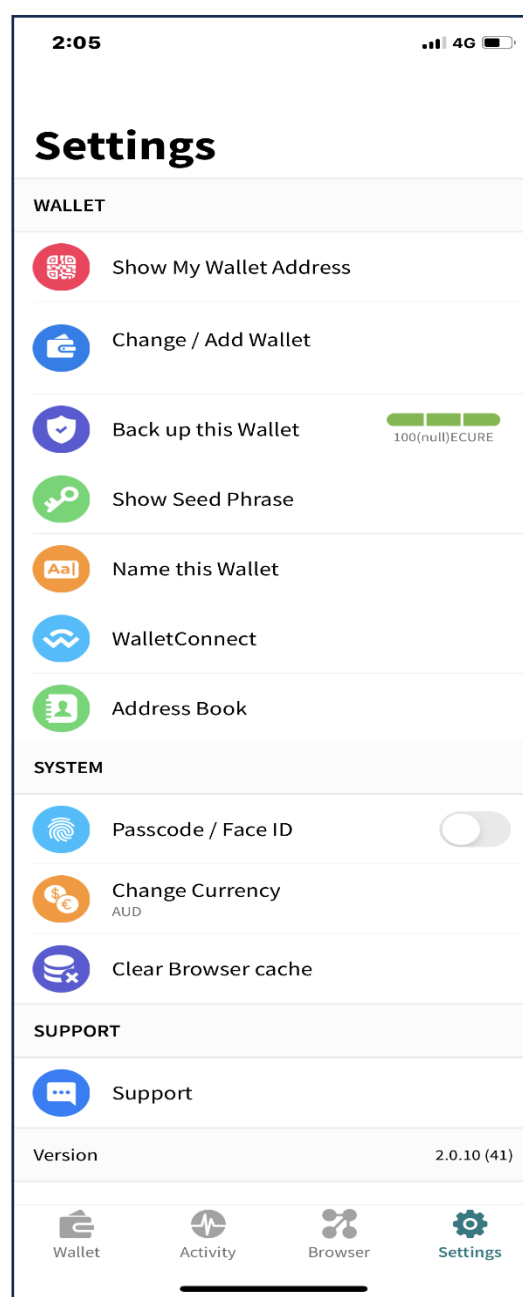 2:05 4G
Settings
WALLET
Show My Wallet Address
Change / Add Wallet
Back up this Wallet
100(null)ECURE
Show Seed Phrase
Aa
Name this Wallet
WalletConnect
Address Book
SYSTEM
Passcode / Face ID
$ €
Change Currency
AUD
Clear Browser cache
SUPPORT
Support
Version 2.0.10 (41)
Wallet Activity Browser Settings